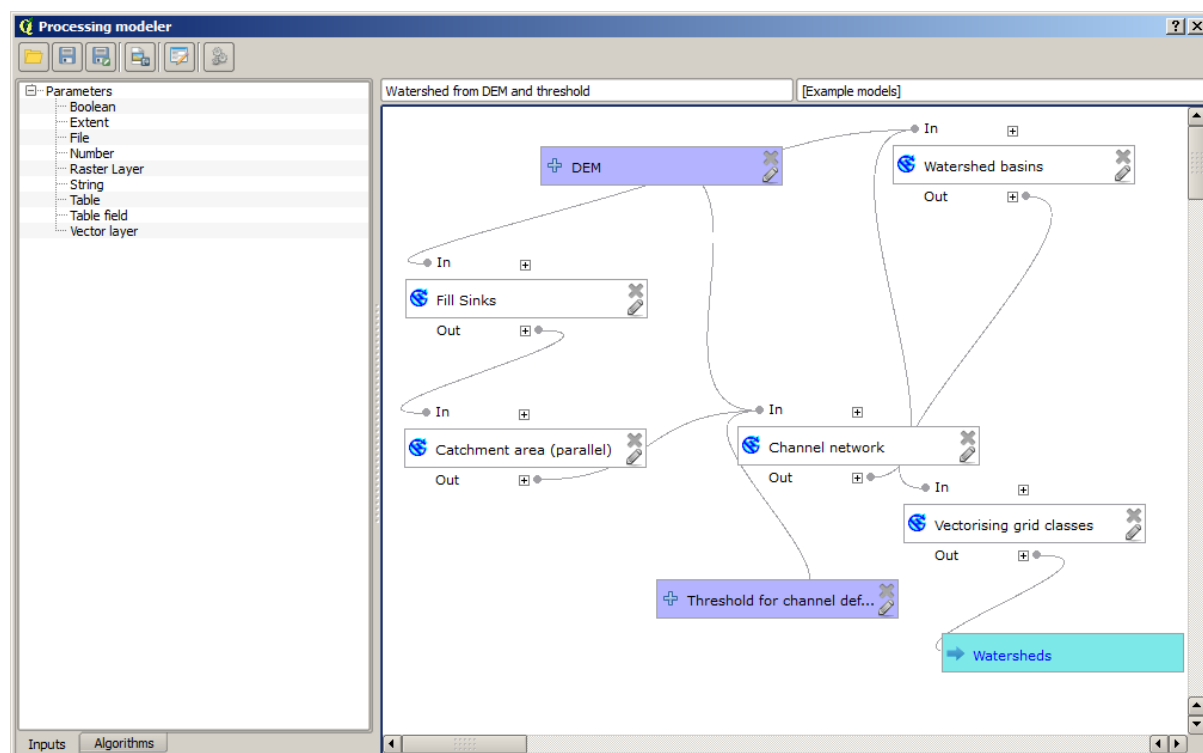 Processing modeler
Parameters
Boolean
Extent
File
Number
Raster Layer
String
Table
Table field
Vector layer
Inputs
Algorithms
Watershed from DEM and threshold
[Example models]
DEM
In
Watershed basins
Out
In
Fill Sinks
Out
In
Catchment area (parallel)
Out
In
Channel network
Out
In
Vectorising grid classes
Out
Threshold for channel def...
Watersheds